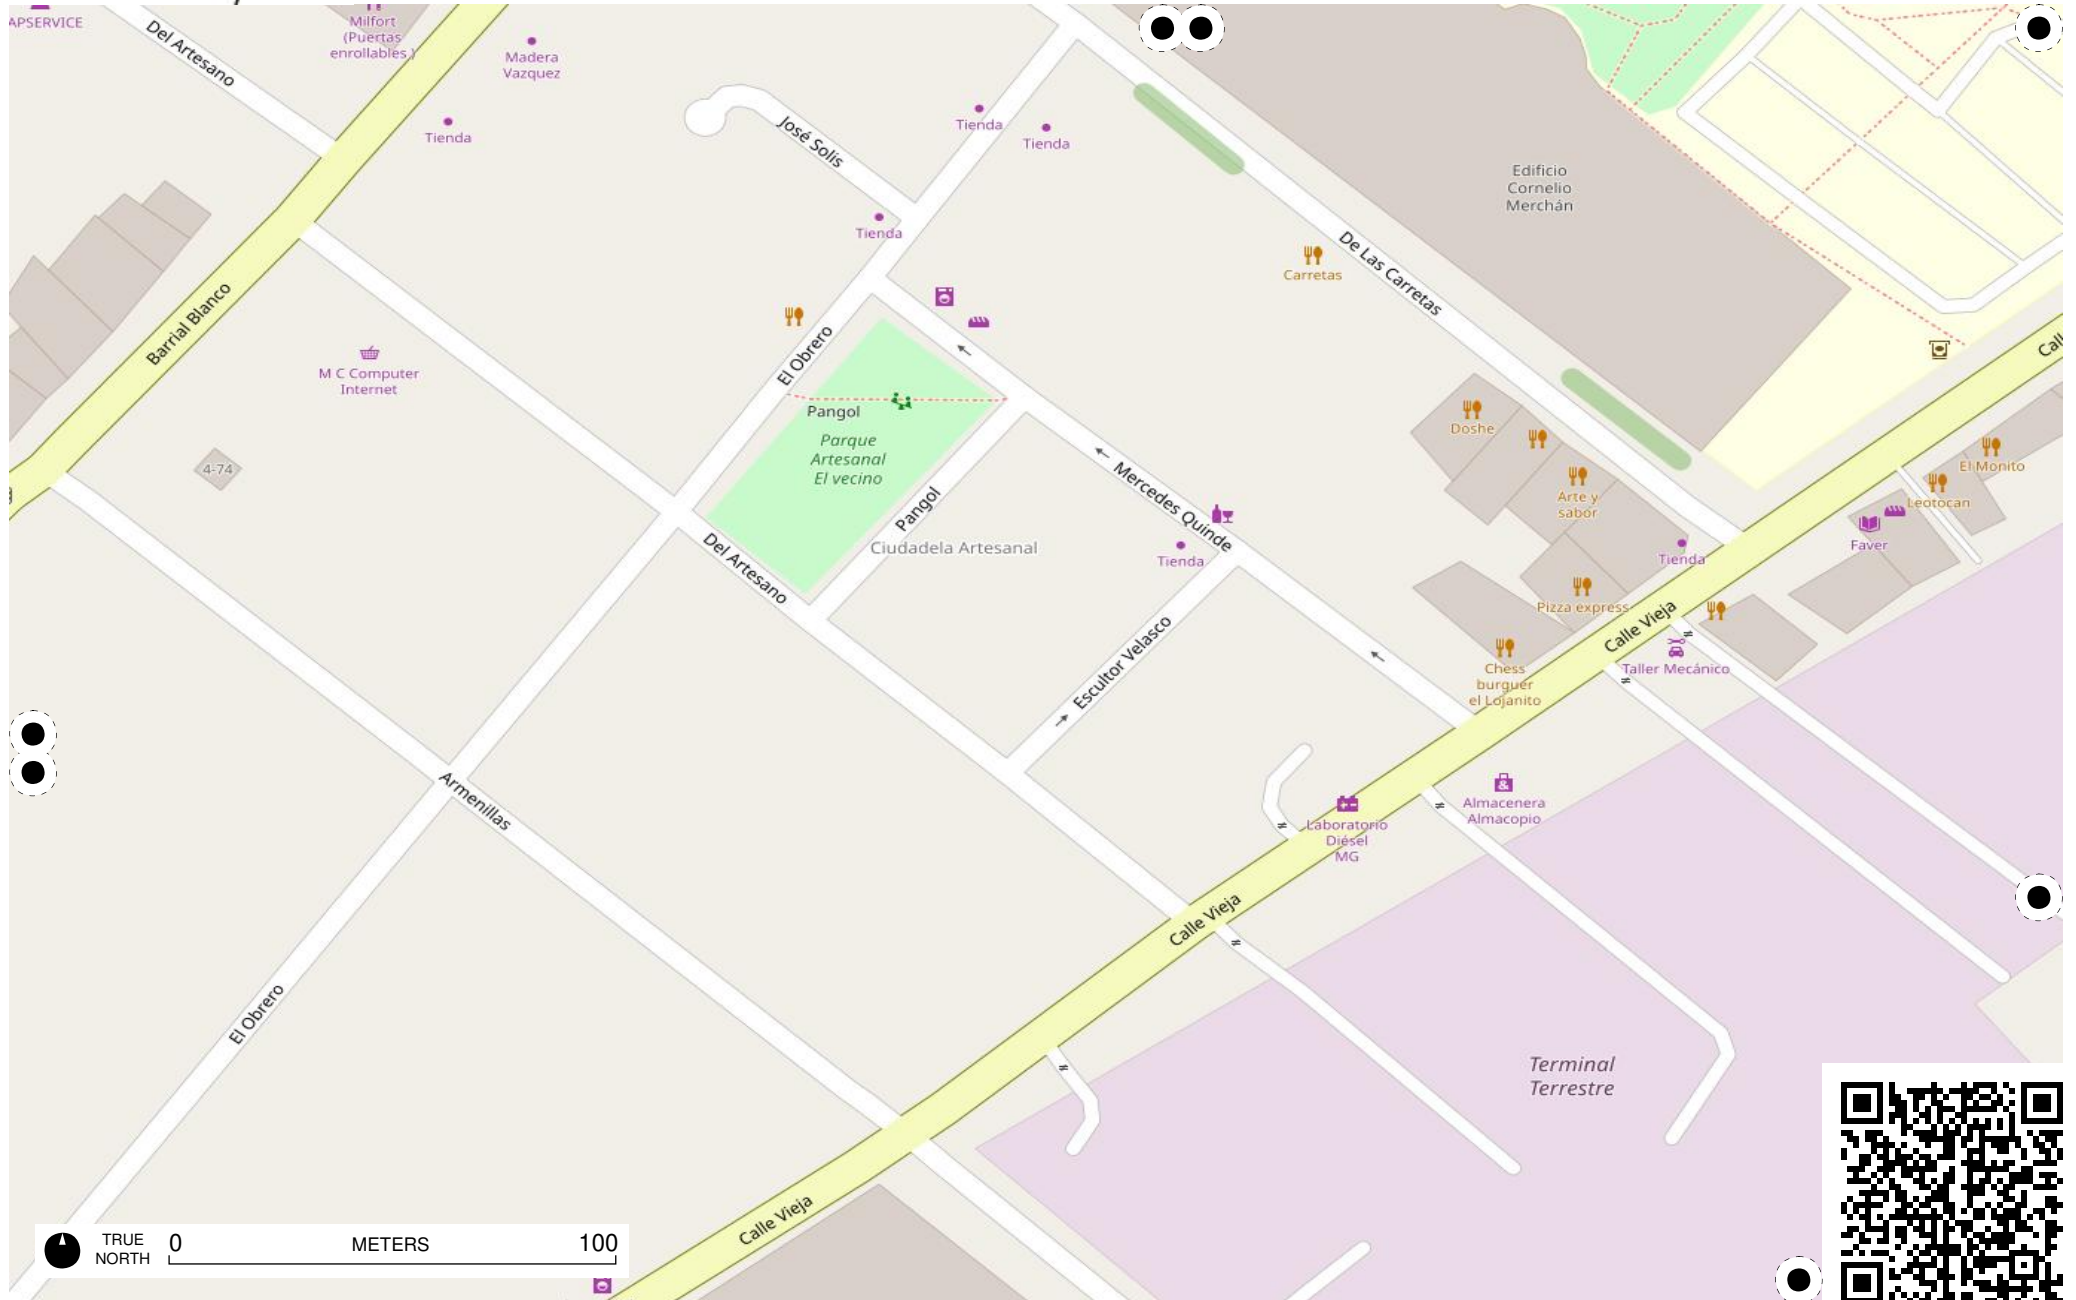 APSERVICE
Del Artesano
Milfort
(Puertas
enrollables )
Madera
Vazquez
Tienda
José Solís
Tienda
Tienda
Tienda
Edificio
Cornelio
Merchán
De Las Carretas
Carretas
Barrial Blanco
M C Computer
Internet
El Obrero
Pangol
Parque
Artesanal
El vecino
4-74
Pangol
Ciudadela Artesanal
Del Artesano
Mercedes Quinde
Tienda
Escultor Velasco
Doshe
Arte y
sabor
Tienda
Pizza express
Chess
burguer
el Lojanito
Calle Vieja
Call
El Monito
Leotocan
Faver
Taller Mecánico
Almacenera
Almacopio
Laboratorio
Diésel
MG
Armenillas
Calle Vieja
El Obrero
Terminal
Terrestre
Calle Vieja
TRUE
NORTH
0 METERS 100